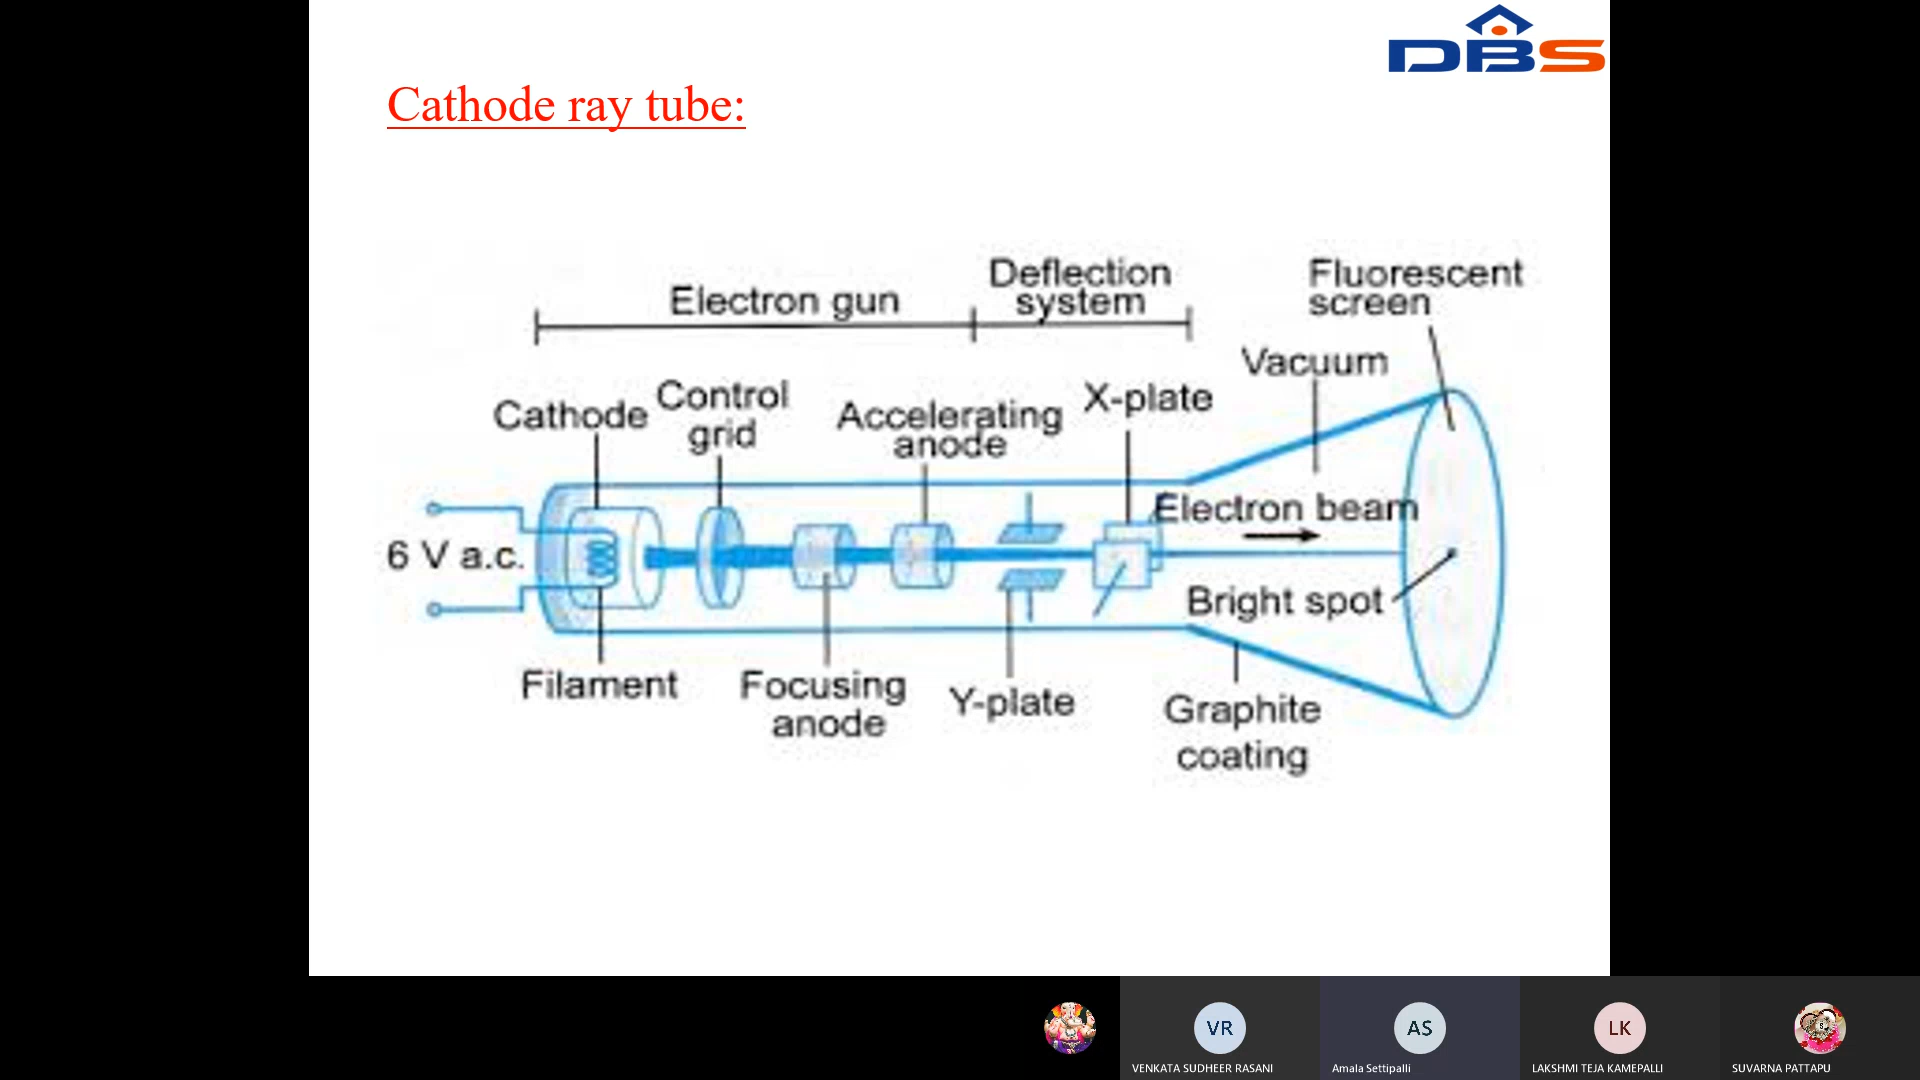 DBS
Cathode ray tube:
Electron gun
Deflection
system
Fluorescent
screen
Vacuum
Cathode
Control
grid
Accelerating
anode
X-plate
Electron beam
6 V a.c.
Bright spot
Filament
Focusing
anode
Y-plate
Graphite
coating
VR
AS
LK
VENKATA SUDHEER RASANI
Amala Settipalli
LAKSHMI TEJA KAMEPALLI
SUVARNA PATTAPU